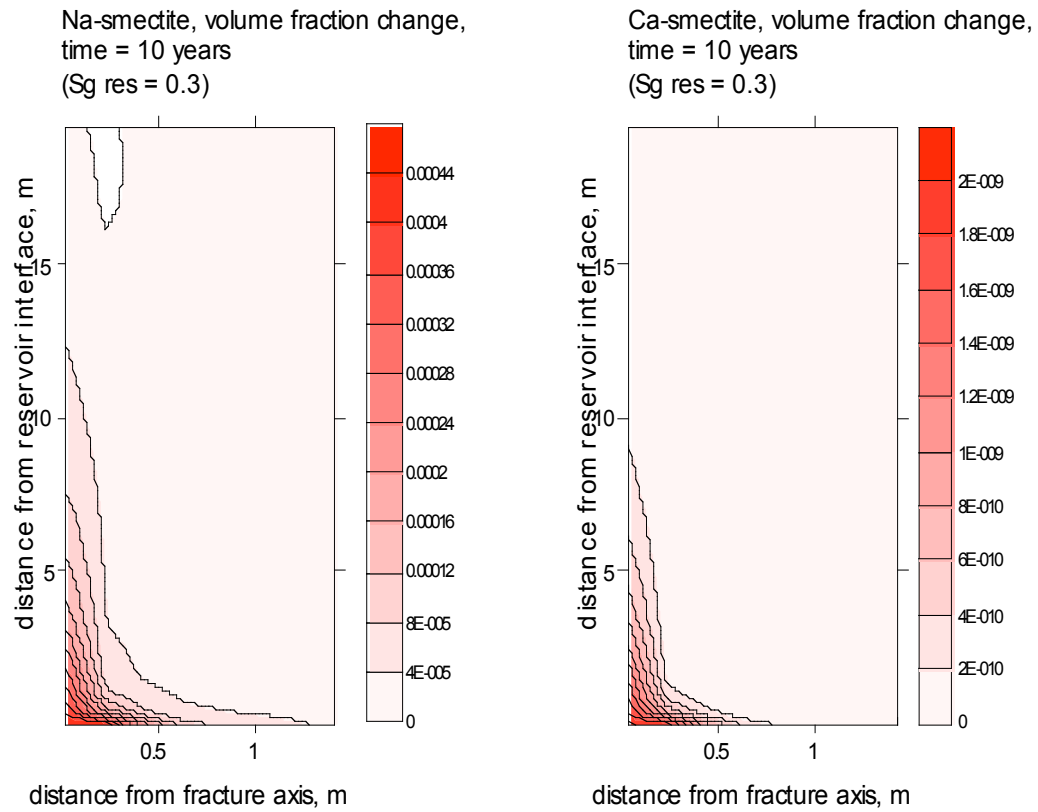 Na-smectite, volume fraction change,
time = 10 years
(Sg res = 0.3)
distance from reservoir interface, m
15
10
5
0.5
1
distance from fracture axis, m
0.00044
0.0004
0.00036
0.00032
0.00028
0.00024
0.0002
0.00016
0.00012
8E-005
4E-005
0
Ca-smectite, volume fraction change,
time = 10 years
(Sg res = 0.3)
distance from reservoir interface, m
15
10
5
0.5
1
distance from fracture axis, m
2E-009
1.8E-009
1.6E-009
1.4E-009
1.2E-009
1E-009
8E-010
6E-010
4E-010
2E-010
0